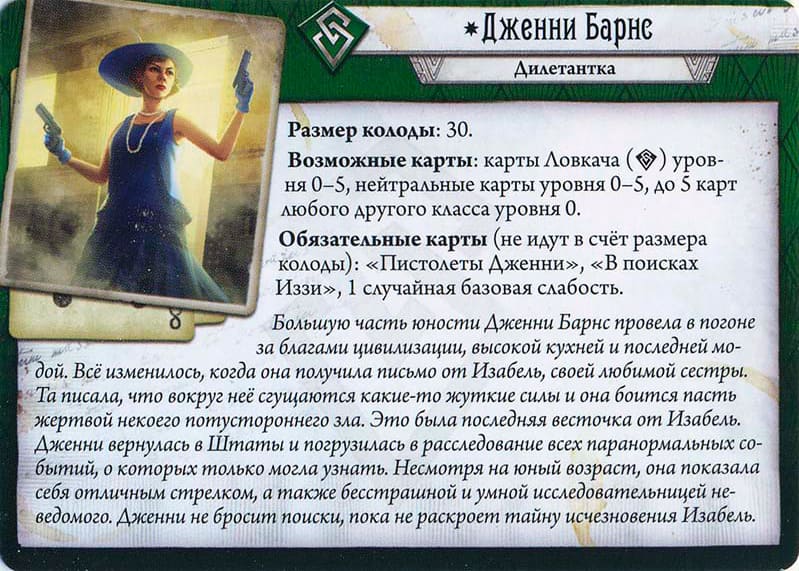 *Дженни Барнс
Дилетантка
Размер колоды: 30.
Возможные карты: карты Ловкача ( ) уров-
ня 0–5, нейтральные карты уровня 0–5, до 5 карт
любого другого класса уровня 0.
Обязательные карты (не идут в счёт размера
колоды): «Пистолеты Дженни», «В поисках
Иззи», 1 случайная базовая слабость.
Большую часть юности Дженни Барнс провела в погоне
за благами цивилизации, высокой кухней и последней мо-
дой. Всё изменилось, когда она получила письмо от Изабель, своей любимой сестры.
Та писала, что вокруг неё сгущаются какие-то жуткие силы и она боится пасть
жертвой некоего потустороннего зла. Это была последняя весточка от Изабель.
Дженни вернулась в Штаты и погрузилась в расследование всех паранормальных со-
бытий, о которых только могла узнать. Несмотря на юный возраст, она показала
себя отличным стрелком, а также бесстрашной и умной исследовательницей не-
ведомого. Дженни не бросит поиски, пока не раскроет тайну исчезновения Изабель.
8